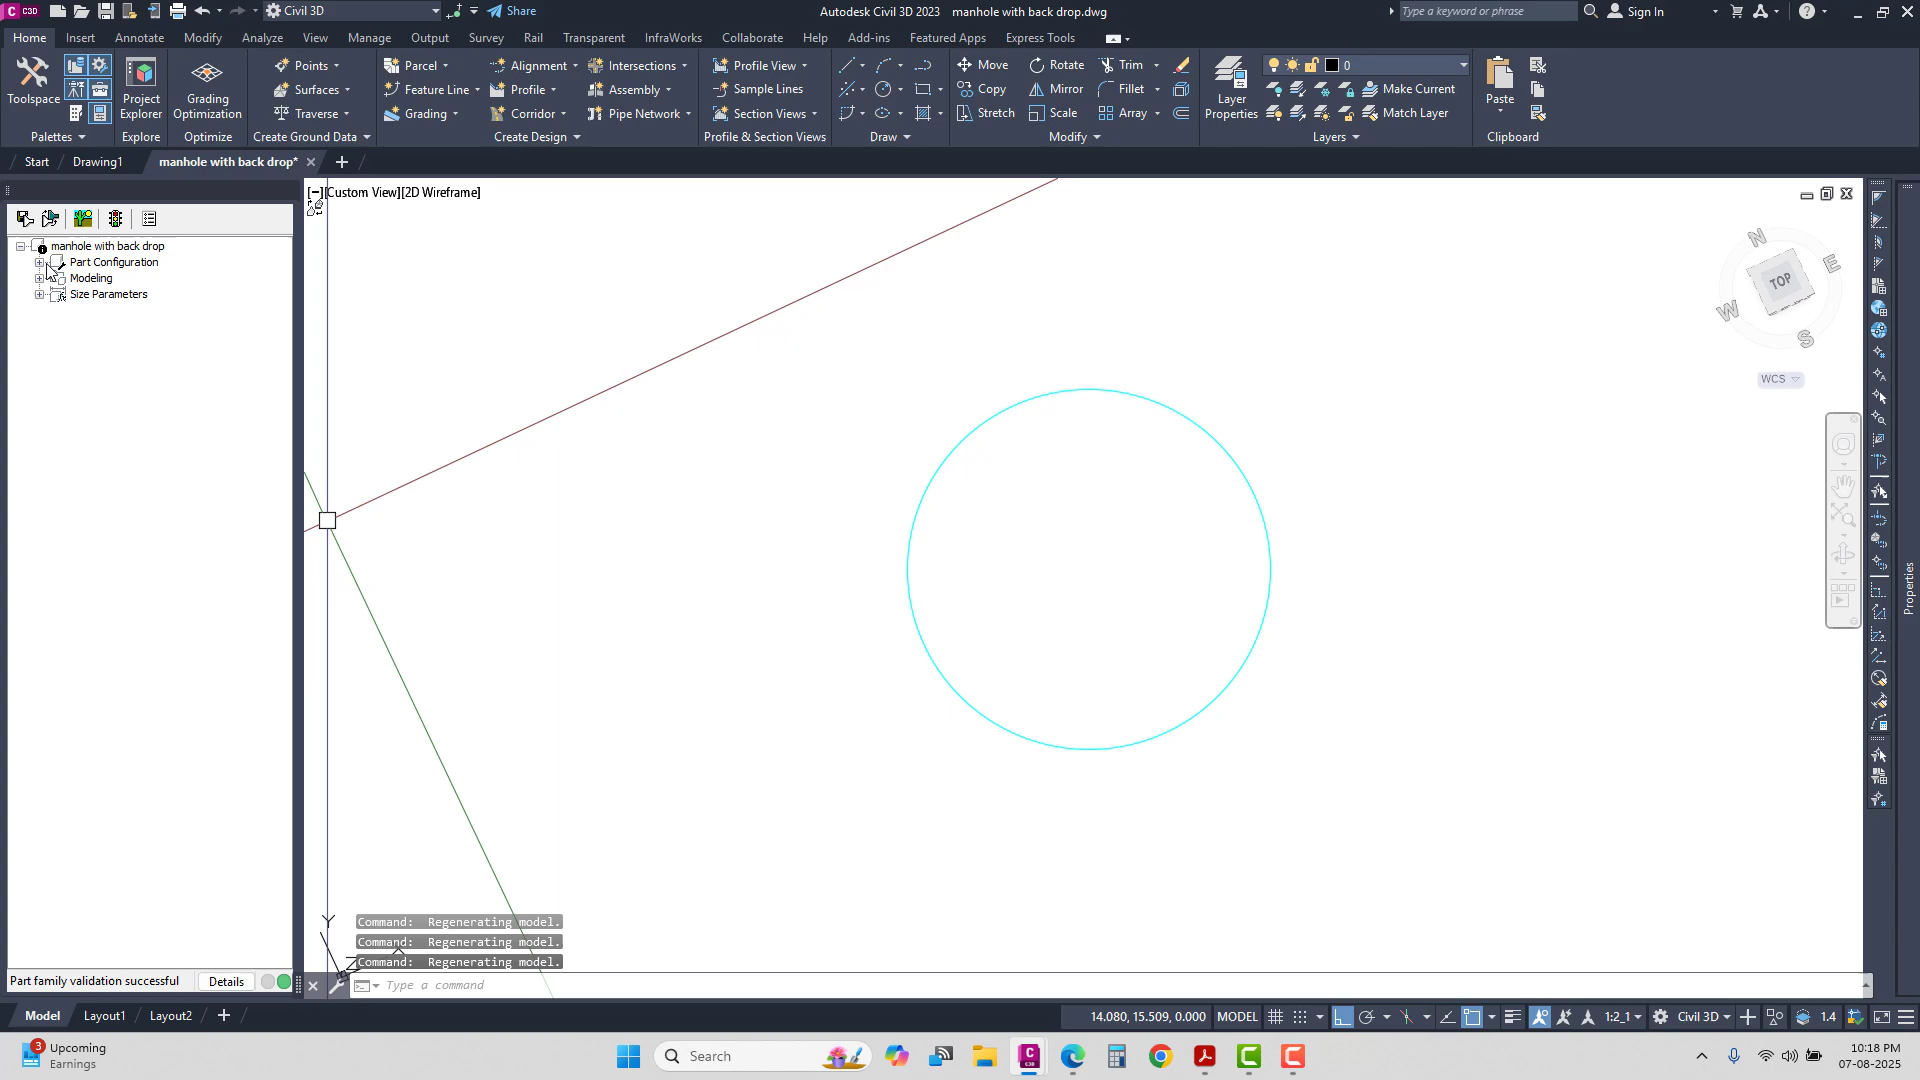 C3D Civil 3D Share Autodesk Civil 3D 2023 manhole with back drop.dwg Type a keyword or phrase Sign In
Home Insert Annotate Modify Analyze View Manage Output Survey Rail Transparent InfraWorks Collaborate Help Add-ins Featured Apps Express Tools
Toolspace
Palettes
Project
Explorer
Explore
Grading
Optimization
Optimize
Points
Surfaces
Traverse
Create Ground Data
Parcel Alignment Intersections
Feature Line Profile Assembly
Grading Corridor Pipe Network
Create Design
Profile View
Sample Lines
Section Views
Profile & Section Views
Draw
Move Rotate Trim
Copy Mirror Fillet
Stretch Scale Array
Modify
Layer
Properties
0
Make Current
Match Layer
Layers
Paste
Clipboard
Start Drawing1 manhole with back drop*
manhole with back drop
Part Configuration
Modeling
Size Parameters
[−][Custom View][2D Wireframe]
N
E
TOP
W
S
WCS
Properties
Y
Z
Command: Regenerating model.
Command: Regenerating model.
Command: Regenerating model.
Type a command
Part family validation successful Details
Model Layout1 Layout2
14.080, 15.509, 0.000 MODEL 1:2_1 Civil 3D 1.4
3
Upcoming
Earnings
Search
C3D
10:18 PM
07-08-2025